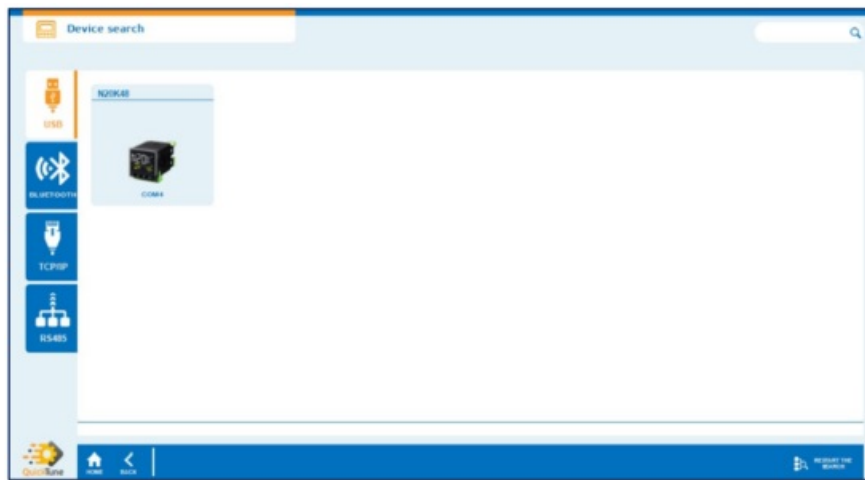 Device search
N20K48
COM4
USB
BLUETOOTH
TCP/IP
RS485
QuickTune
HOME
BACK
RESTART THE
SEARCH